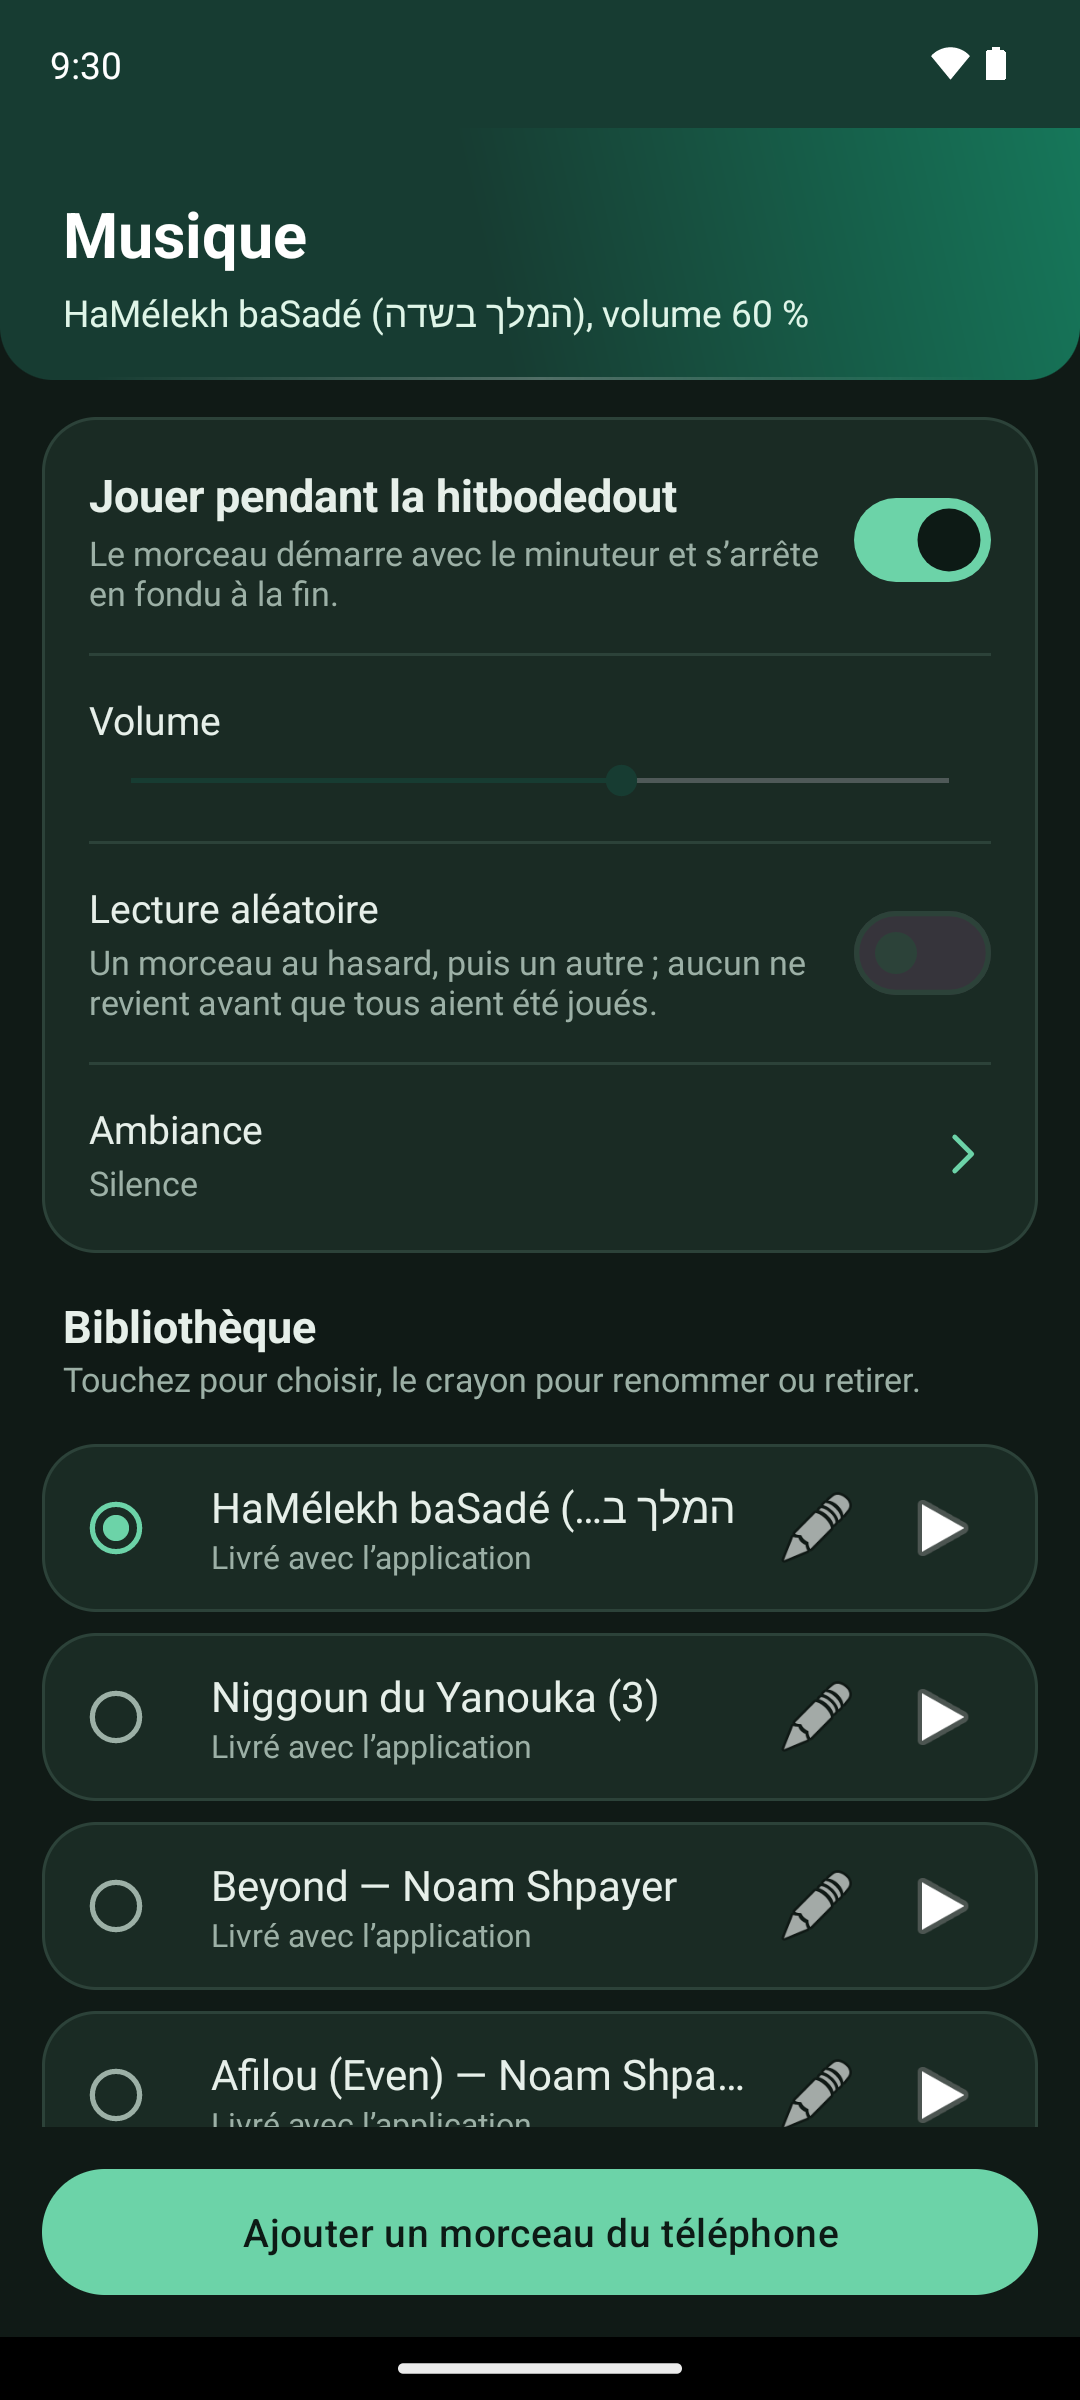 9:30
Musique
HaMélekh baSadé (המלך בשדה), volume 60 %
Jouer pendant la hitbodedout
Le morceau démarre avec le minuteur et s’arrête
en fondu à la fin.
Volume
Lecture aléatoire
Un morceau au hasard, puis un autre ; aucun ne
revient avant que tous aient été joués.
Ambiance
Silence
Bibliothèque
Touchez pour choisir, le crayon pour renommer ou retirer.
HaMélekh baSadé (המלך ב…
Livré avec l’application
Niggoun du Yanouka (3)
Livré avec l’application
Beyond — Noam Shpayer
Livré avec l’application
Afilou (Even) — Noam Shpa…
Livré avec l’application
Ajouter un morceau du téléphone